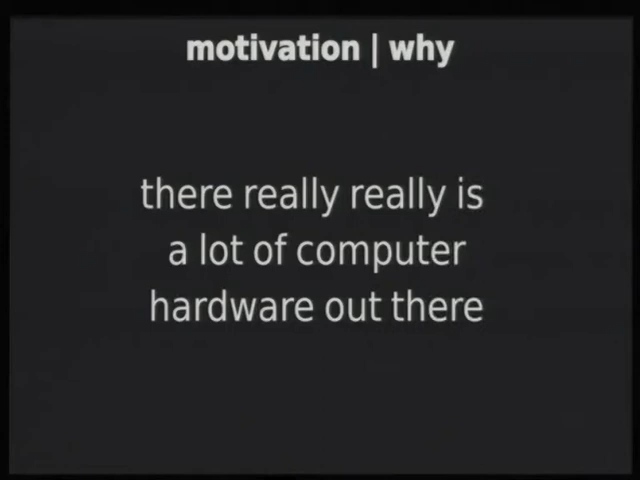 motivation | why
there really really is
a lot of computer
hardware out there